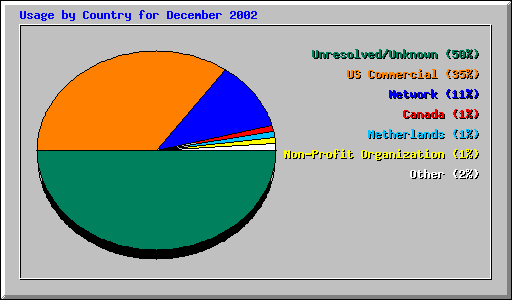 Usage by Country for December 2002
Unresolved/Unknown (50%)
US Commercial (35%)
Network (11%)
Canada (1%)
Netherlands (1%)
Non-Profit Organization (1%)
Other (2%)